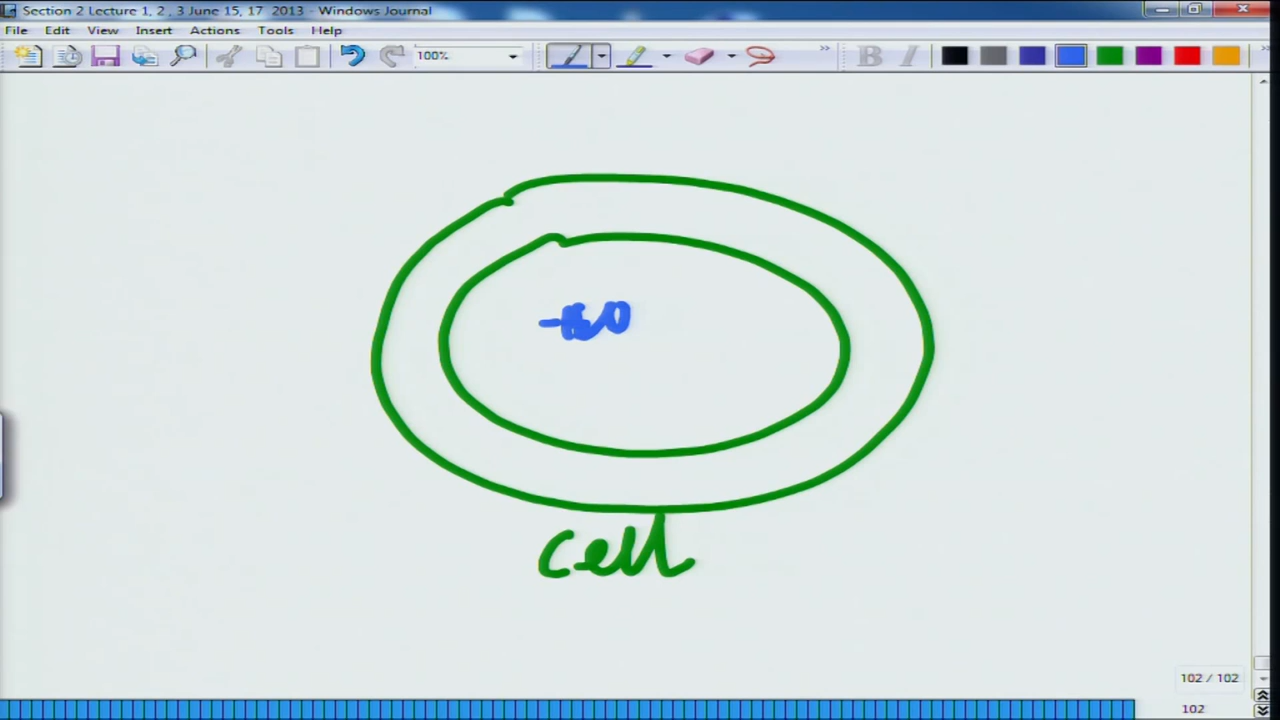 Section 2 Lecture 1, 2 , 3 June 15, 17 2013 - Windows Journal
File Edit View Insert Actions Tools Help
100%
B I
cell
102 / 102
102